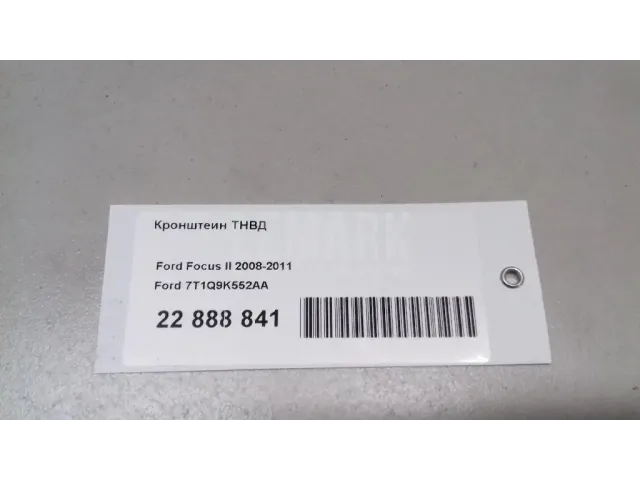 Кронштеин ТНВД
Ford Focus II 2008-2011
Ford 7T1Q9K552AA
22 888 841